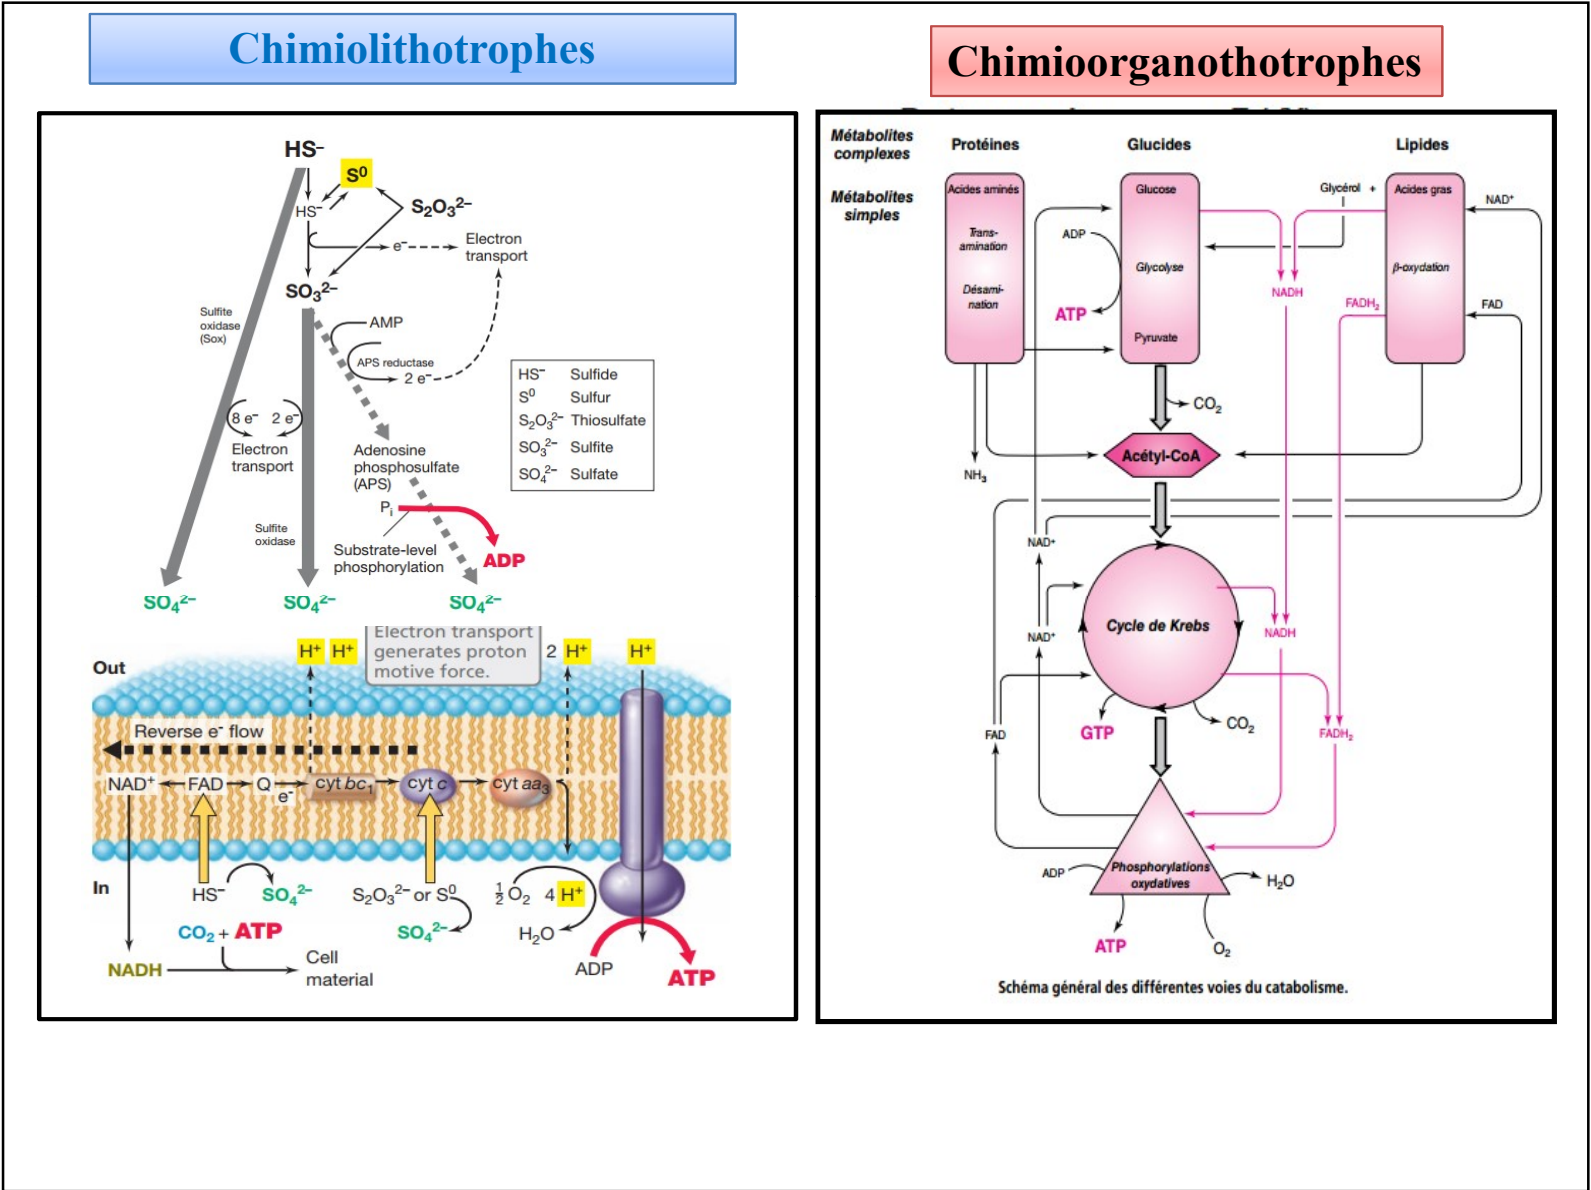 Chimiolithotrophes
Chimioorganothotrophes
HS⁻
S⁰
HS⁻
S₂O₃²⁻
e⁻
Electron
transport
SO₃²⁻
Sulfite
oxidase
(Sox)
AMP
APS reductase
2 e⁻
HS⁻ Sulfide
S⁰ Sulfur
S₂O₃²⁻ Thiosulfate
SO₃²⁻ Sulfite
SO₄²⁻ Sulfate
8 e⁻ 2 e⁻
Electron
transport
Adenosine
phosphosulfate
(APS)
Pᵢ
Sulfite
oxidase
Substrate-level
phosphorylation
ADP
SO₄²⁻ SO₄²⁻ SO₄²⁻
Electron transport
generates proton
motive force.
H⁺ H⁺
2 H⁺
H⁺
Out
Reverse e⁻ flow
NAD⁺ FAD Q e⁻ cyt bc₁ cyt c cyt aa₃
In
HS⁻ SO₄²⁻
S₂O₃²⁻ or S⁰
SO₄²⁻
½ O₂ 4 H⁺
H₂O
CO₂ + ATP
NADH
Cell
material
ADP
ATP
Métabolites
complexes
Protéines Glucides Lipides
Métabolites
simples
Acides aminés
Trans-
amination
Désami-
nation
Glucose
Glycolyse
Pyruvate
Glycérol +
Acides gras
β-oxydation
NAD⁺
FAD
ADP
ATP
NADH
FADH₂
CO₂
Acétyl-CoA
NH₃
NAD⁺
NAD⁺
Cycle de Krebs
NADH
GTP
CO₂
FAD
FADH₂
ADP
Phosphorylations
oxydatives
H₂O
ATP
O₂
Schéma général des différentes voies du catabolisme.